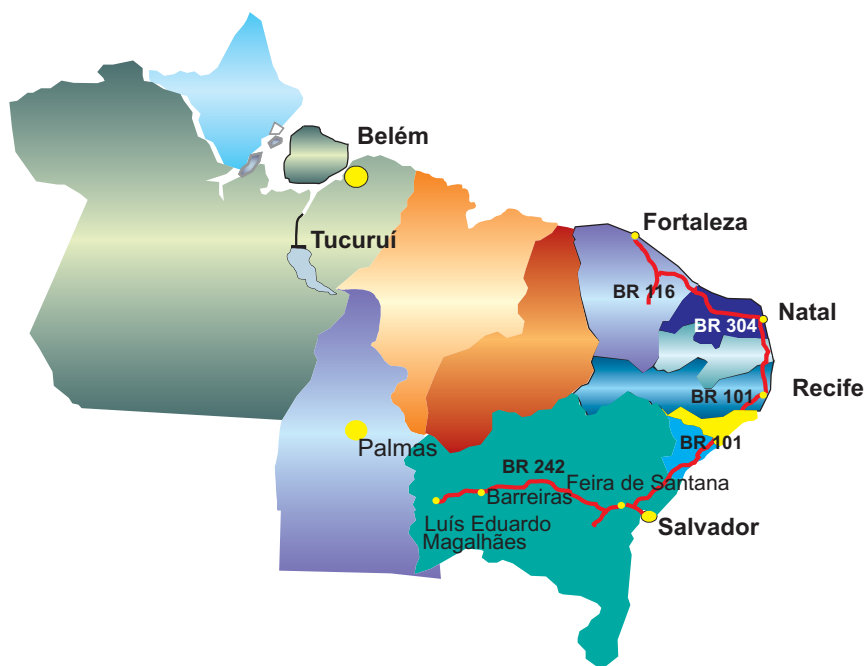 Belém
Tucuruí
Fortaleza
BR 116
BR 304
Natal
BR 101
Recife
Palmas
BR 101
BR 242
Feira de Santana
Barreiras
Luís Eduardo
Magalhães
Salvador